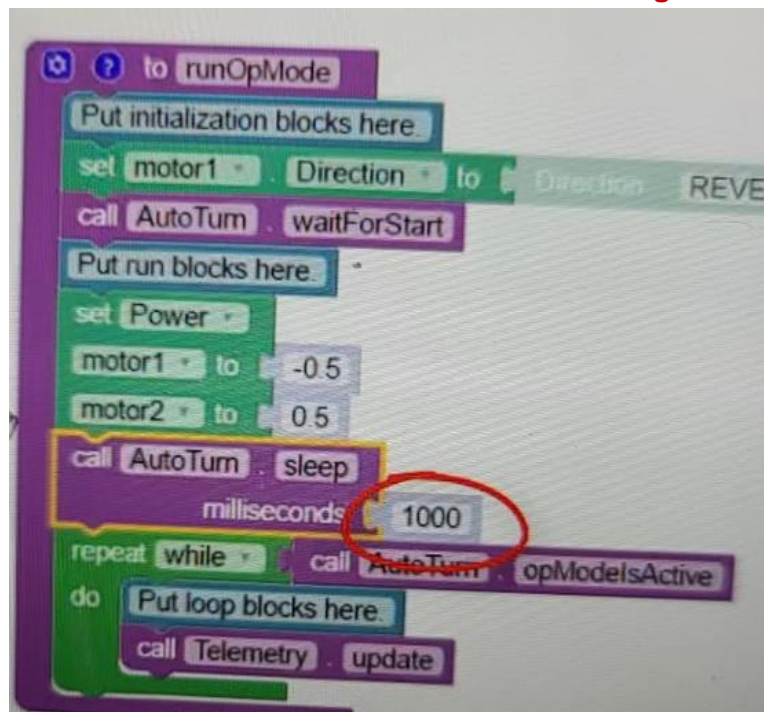 to runOpMode
Put initialization blocks here.
set motor1 . Direction to Direction REVE
call AutoTurn . waitForStart
Put run blocks here.
set Power
motor1 to -0.5
motor2 to 0.5
call AutoTurn . sleep
milliseconds 1000
repeat while call AutoTurn . opModeIsActive
do Put loop blocks here.
call Telemetry . update